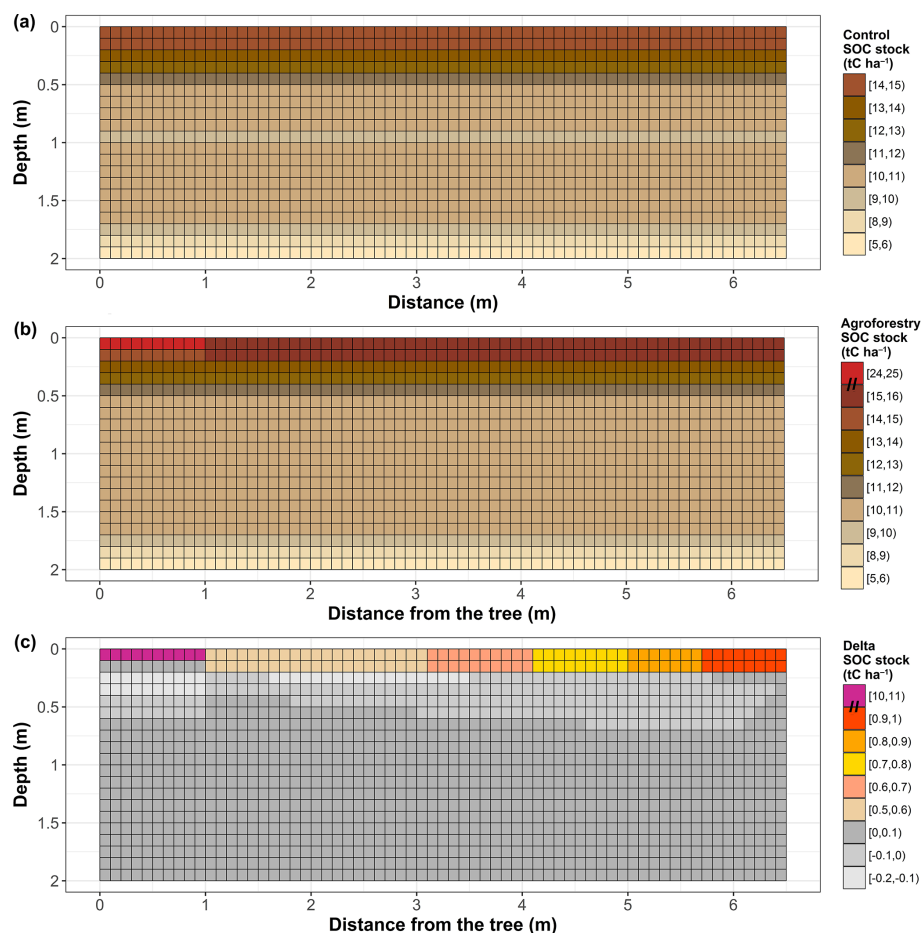 (a)
0
0.5
1
1.5
2
Depth (m)
0 1 2 3 4 5 6
Distance (m)
Control
SOC stock
(tC ha⁻¹)
[14,15)
[13,14)
[12,13)
[11,12)
[10,11)
[9,10)
[8,9)
[5,6)
(b)
0
0.5
1
1.5
2
Depth (m)
0 1 2 3 4 5 6
Distance from the tree (m)
Agroforestry
SOC stock
(tC ha⁻¹)
[24,25)
[15,16)
[14,15)
[13,14)
[12,13)
[11,12)
[10,11)
[9,10)
[8,9)
[5,6)
(c)
0
0.5
1
1.5
2
Depth (m)
0 1 2 3 4 5 6
Distance from the tree (m)
Delta
SOC stock
(tC ha⁻¹)
[10,11)
[0.9,1)
[0.8,0.9)
[0.7,0.8)
[0.6,0.7)
[0.5,0.6)
[0,0.1)
[-0.1,0)
[-0.2,-0.1)